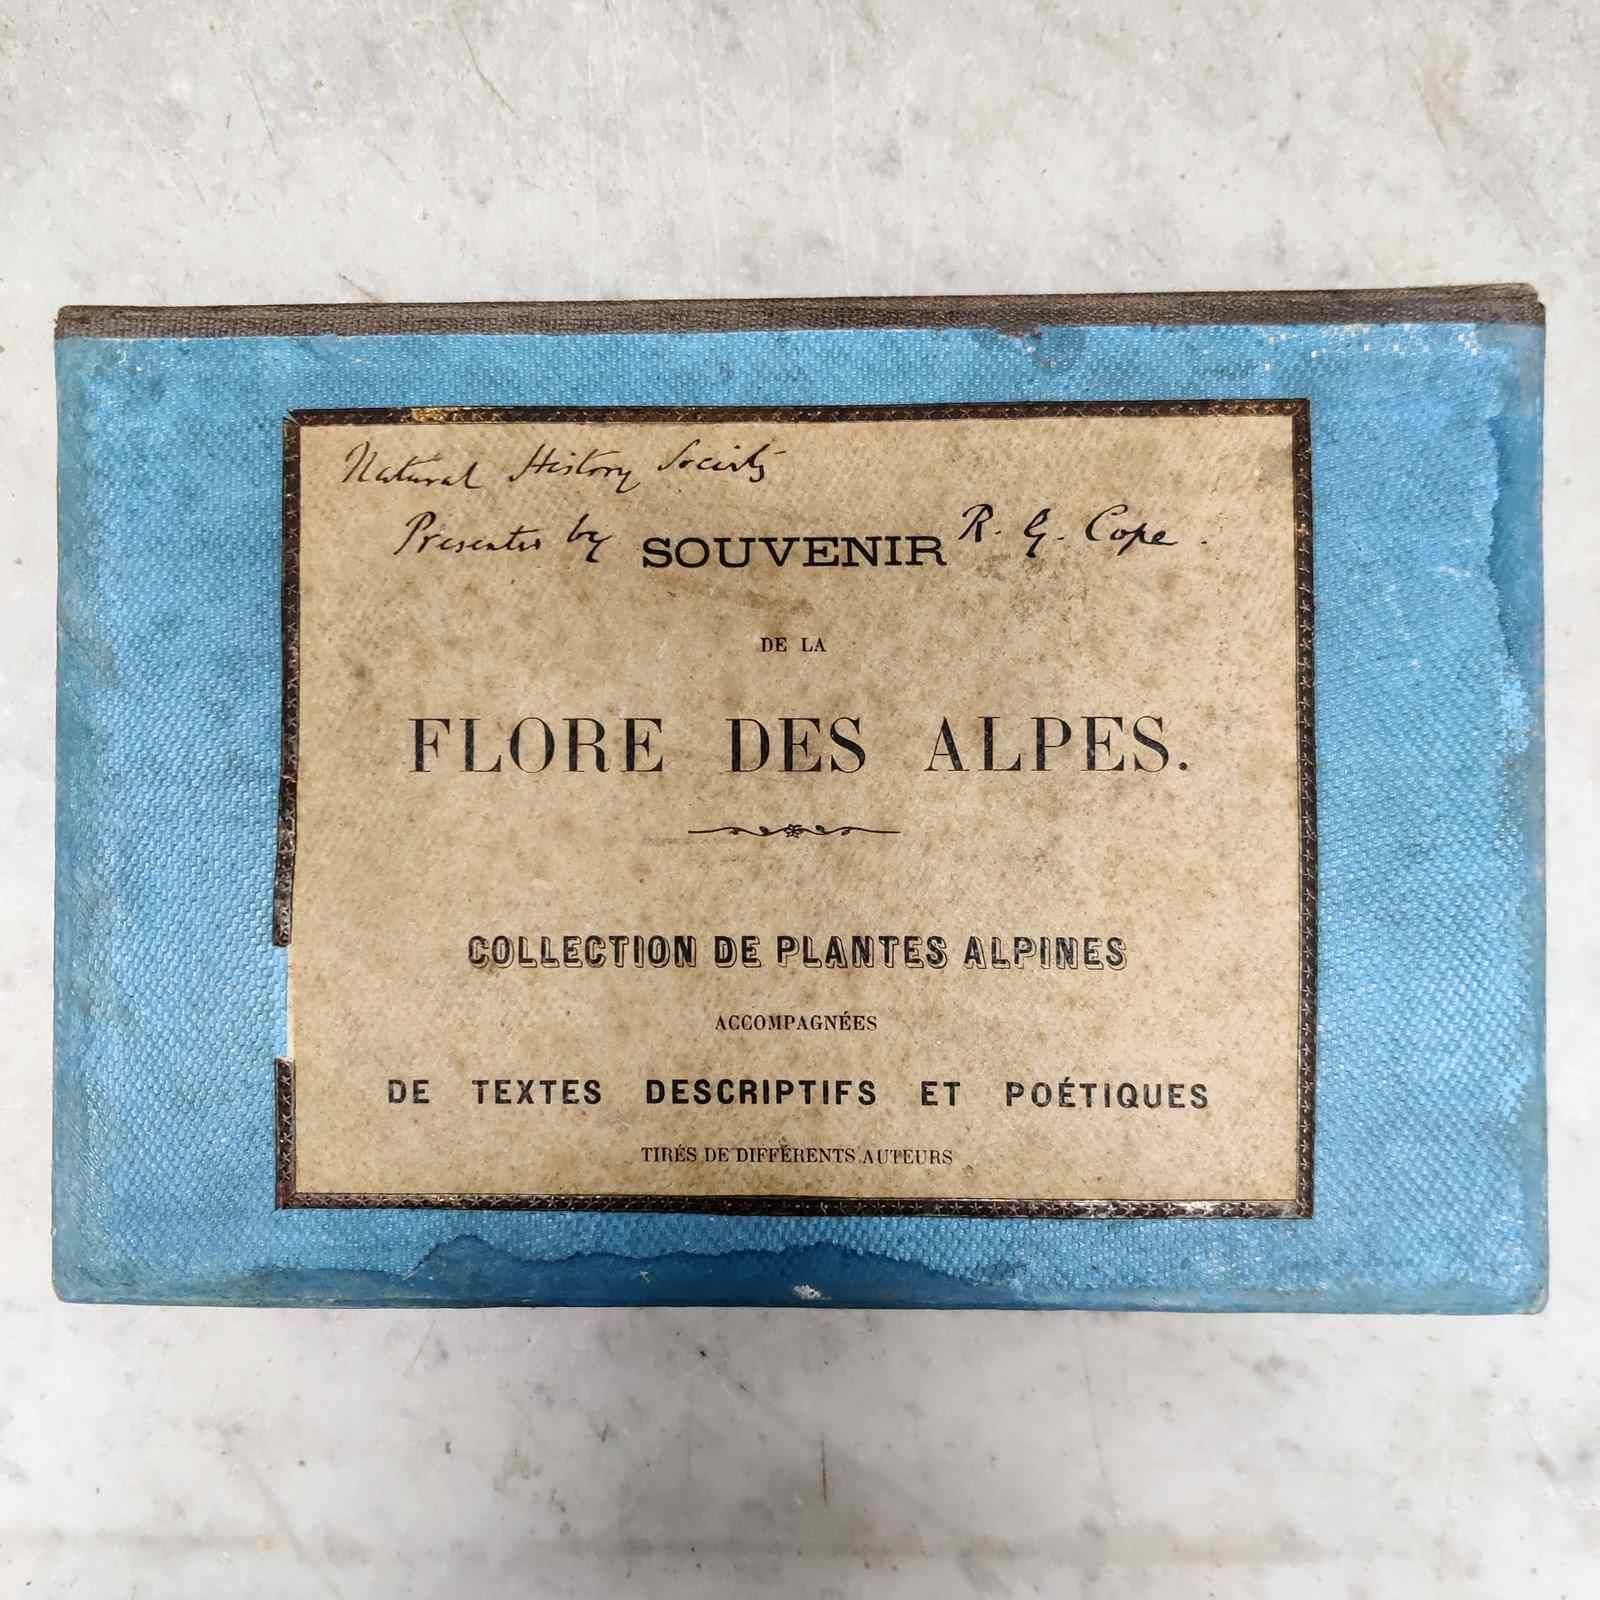 Natural History Society
Presented by SOUVENIR R. G. Cope.
DE LA
FLORE DES ALPES.
COLLECTION DE PLANTES ALPINES
ACCOMPAGNÉES
DE TEXTES DESCRIPTIFS ET POÉTIQUES
TIRÉS DE DIFFÉRENTS AUTEURS